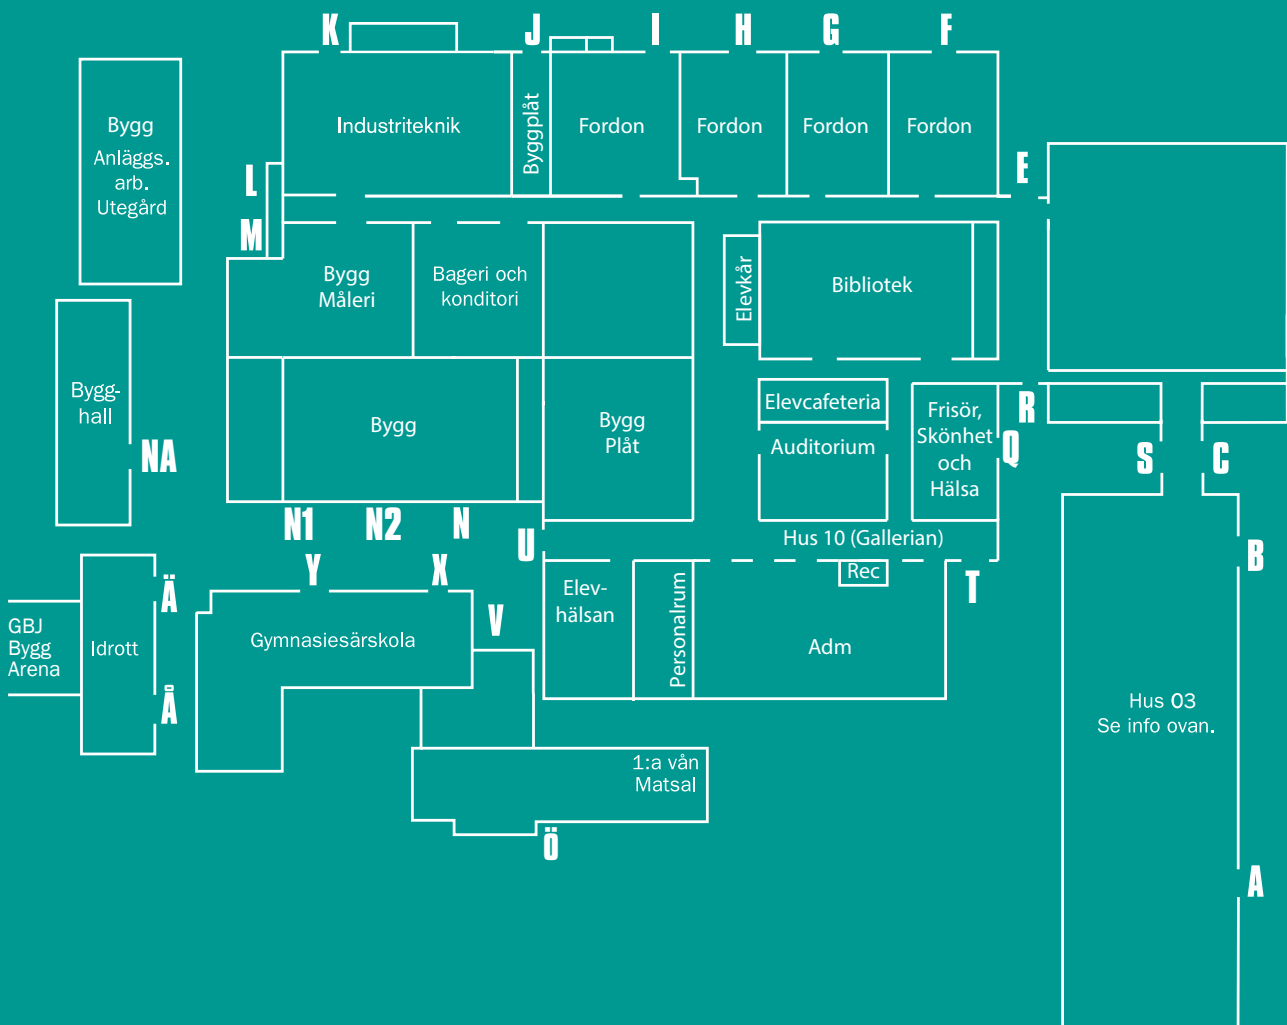 K
J
I
H
G
F
Bygg
Anläggs.
arb.
Utegård
Industriteknik
Byggplåt
Fordon
Fordon
Fordon
Fordon
E
L
M
Bygg
Måleri
Bageri och
konditori
Elevkår
Bibliotek
Bygg-
hall
NA
Bygg
Bygg
Plåt
Elevcafeteria
Auditorium
Frisör,
Skönhet
och
Hälsa
R
Q
S
C
N1
N2
N
U
Hus 10 (Gallerian)
Rec
T
B
Y
X
V
Ä
Å
GBJ
Bygg
Arena
Idrott
Gymnasiesärskola
Elev-
hälsan
Personalrum
Adm
Hus 03
Se info ovan.
1:a vån
Matsal
Ö
A